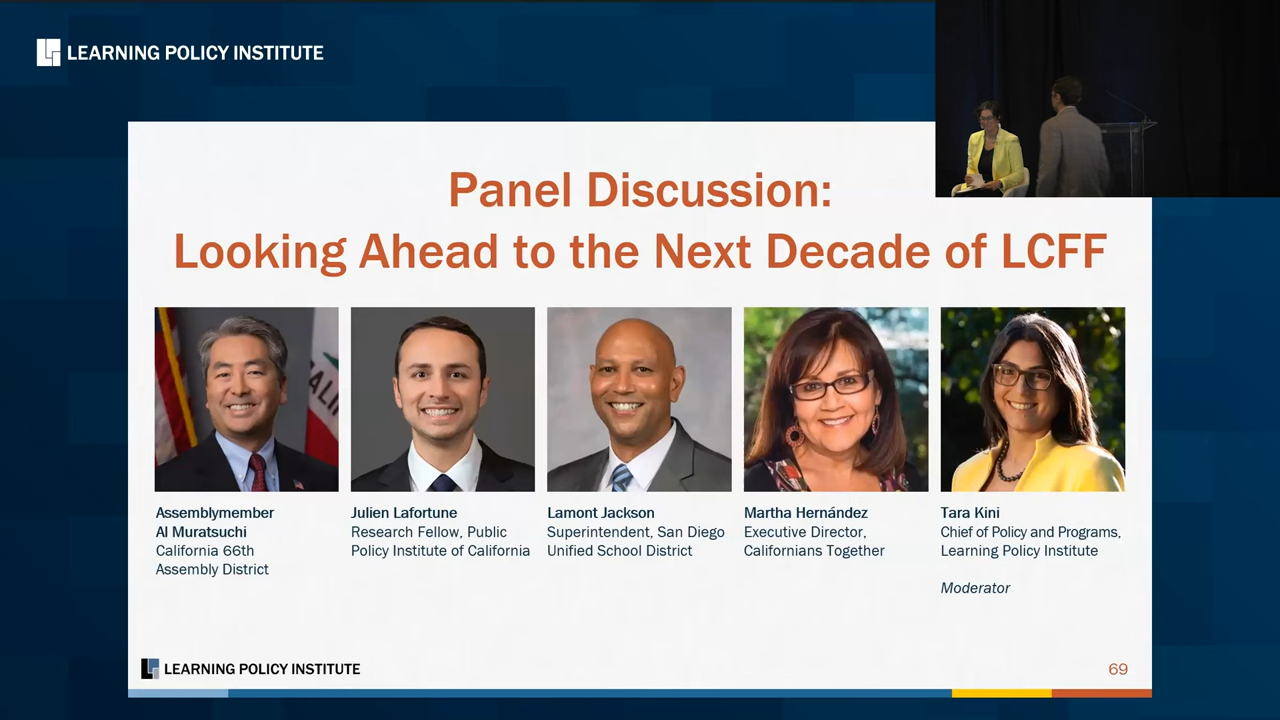 LEARNING POLICY INSTITUTE
Panel Discussion:
Looking Ahead to the Next Decade of LCFF
Assemblymember
Al Muratsuchi
California 66th
Assembly District
Julien Lafortune
Research Fellow, Public
Policy Institute of California
Lamont Jackson
Superintendent, San Diego
Unified School District
Martha Hernández
Executive Director,
Californians Together
Tara Kini
Chief of Policy and Programs,
Learning Policy Institute
Moderator
LEARNING POLICY INSTITUTE
69